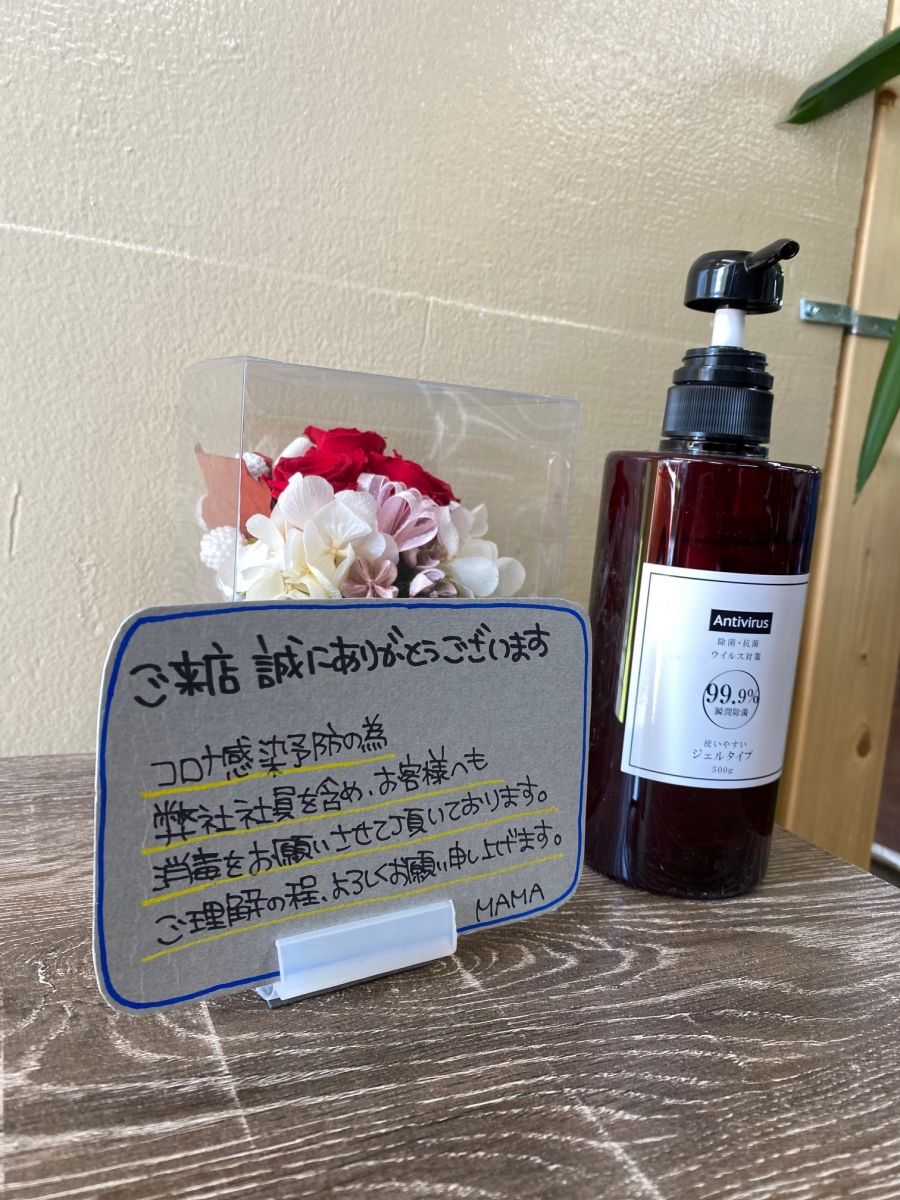 ご来店 誠にありがとうございます
コロナ感染予防の為
弊社社員を含め、お客様へも
消毒をお願いさせて頂いております。
ご理解の程、よろしくお願い申し上げます。
MAMA
Antivirus
除菌・抗菌
ウイルス対策
99.9%
瞬間除菌
使いやすい
ジェルタイプ
500g